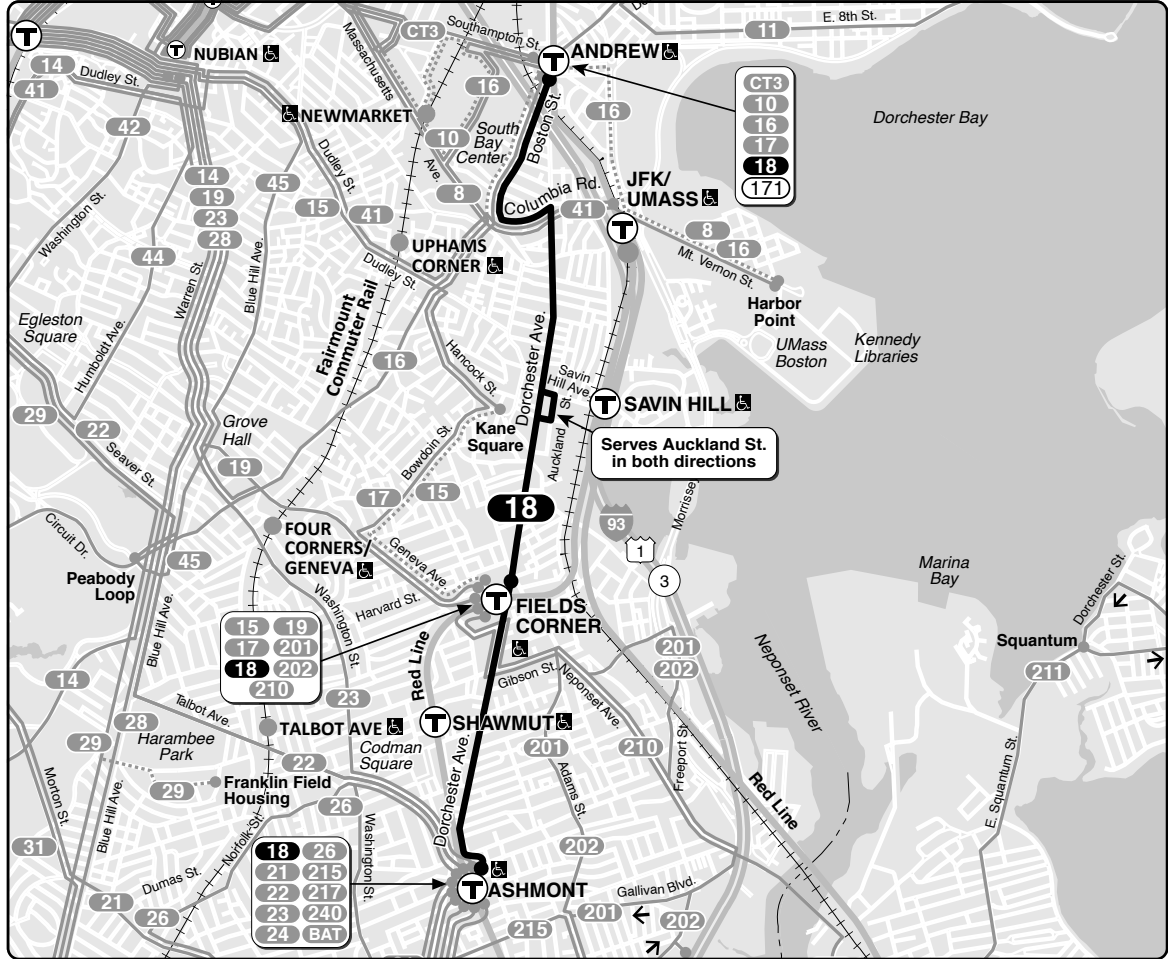 E. 8th St.
11
Southampton St.
CT3
Massachusetts
Ave.
T
T
NUBIAN
T
ANDREW
14
Dudley St.
41
16
16
CT3
10
16
17
18
171
Dorchester Bay
NEWMARKET
42
10
South
Bay
Center
Boston St.
Dudley St.
14
45
19
15
41
23
28
8
Columbia Rd.
41
JFK/
UMASS
T
8
16
Mt. Vernon St.
Washington St.
44
Warren St.
Blue Hill Ave.
UPHAMS
CORNER
Dudley St.
Harbor
Point
UMass
Boston
Kennedy
Libraries
Egleston
Square
Humboldt Ave.
Fairmount
Commuter Rail
16
Hancock St.
Dorchester Ave.
Savin
Hill Ave
T
SAVIN HILL
29
22
Seaver St.
Grove
Hall
19
Kane
Square
Auckland
St.
Serves Auckland St.
in both directions
Bowdoin St.
17
15
18
93
1
3
Morrissey
Circuit Dr.
Peabody
Loop
45
FOUR
CORNERS/
GENEVA
Geneva Ave.
Harvard St.
Washington
St.
T
FIELDS
CORNER
Marina
Bay
Dorchester St.
Squantum
211
15
19
17
201
18
202
210
Blue Hill Ave.
Red Line
Gibson St.
Neponset Ave.
201
202
Neponset River
14
28
29
Talbot Ave.
Harambee
Park
23
TALBOT AVE
22
Codman
Square
T
SHAWMUT
201
210
Freeport St.
Adams St.
E. Squantum St.
29
Franklin Field
Housing
Red Line
Dorchester Ave.
Morton St.
Blue Hill Ave.
Norfolk St.
26
Washington St.
31
Dumas St.
21
26
18
26
21
215
22
217
23
240
24
BAT
T
ASHMONT
202
Gallivan Blvd.
201
202
215